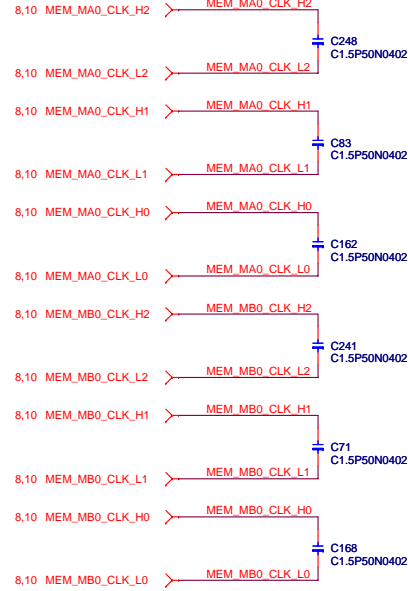 8,10 MEM_MA0_CLK_H2 MEM_MA0_CLK_H2
C248
C1.5P50N0402
8,10 MEM_MA0_CLK_L2 MEM_MA0_CLK_L2
8,10 MEM_MA0_CLK_H1 MEM_MA0_CLK_H1
C83
C1.5P50N0402
8,10 MEM_MA0_CLK_L1 MEM_MA0_CLK_L1
8,10 MEM_MA0_CLK_H0 MEM_MA0_CLK_H0
C162
C1.5P50N0402
8,10 MEM_MA0_CLK_L0 MEM_MA0_CLK_L0
8,10 MEM_MB0_CLK_H2 MEM_MB0_CLK_H2
C241
C1.5P50N0402
8,10 MEM_MB0_CLK_L2 MEM_MB0_CLK_L2
8,10 MEM_MB0_CLK_H1 MEM_MB0_CLK_H1
C71
C1.5P50N0402
8,10 MEM_MB0_CLK_L1 MEM_MB0_CLK_L1
8,10 MEM_MB0_CLK_H0 MEM_MB0_CLK_H0
C168
C1.5P50N0402
8,10 MEM_MB0_CLK_L0 MEM_MB0_CLK_L0